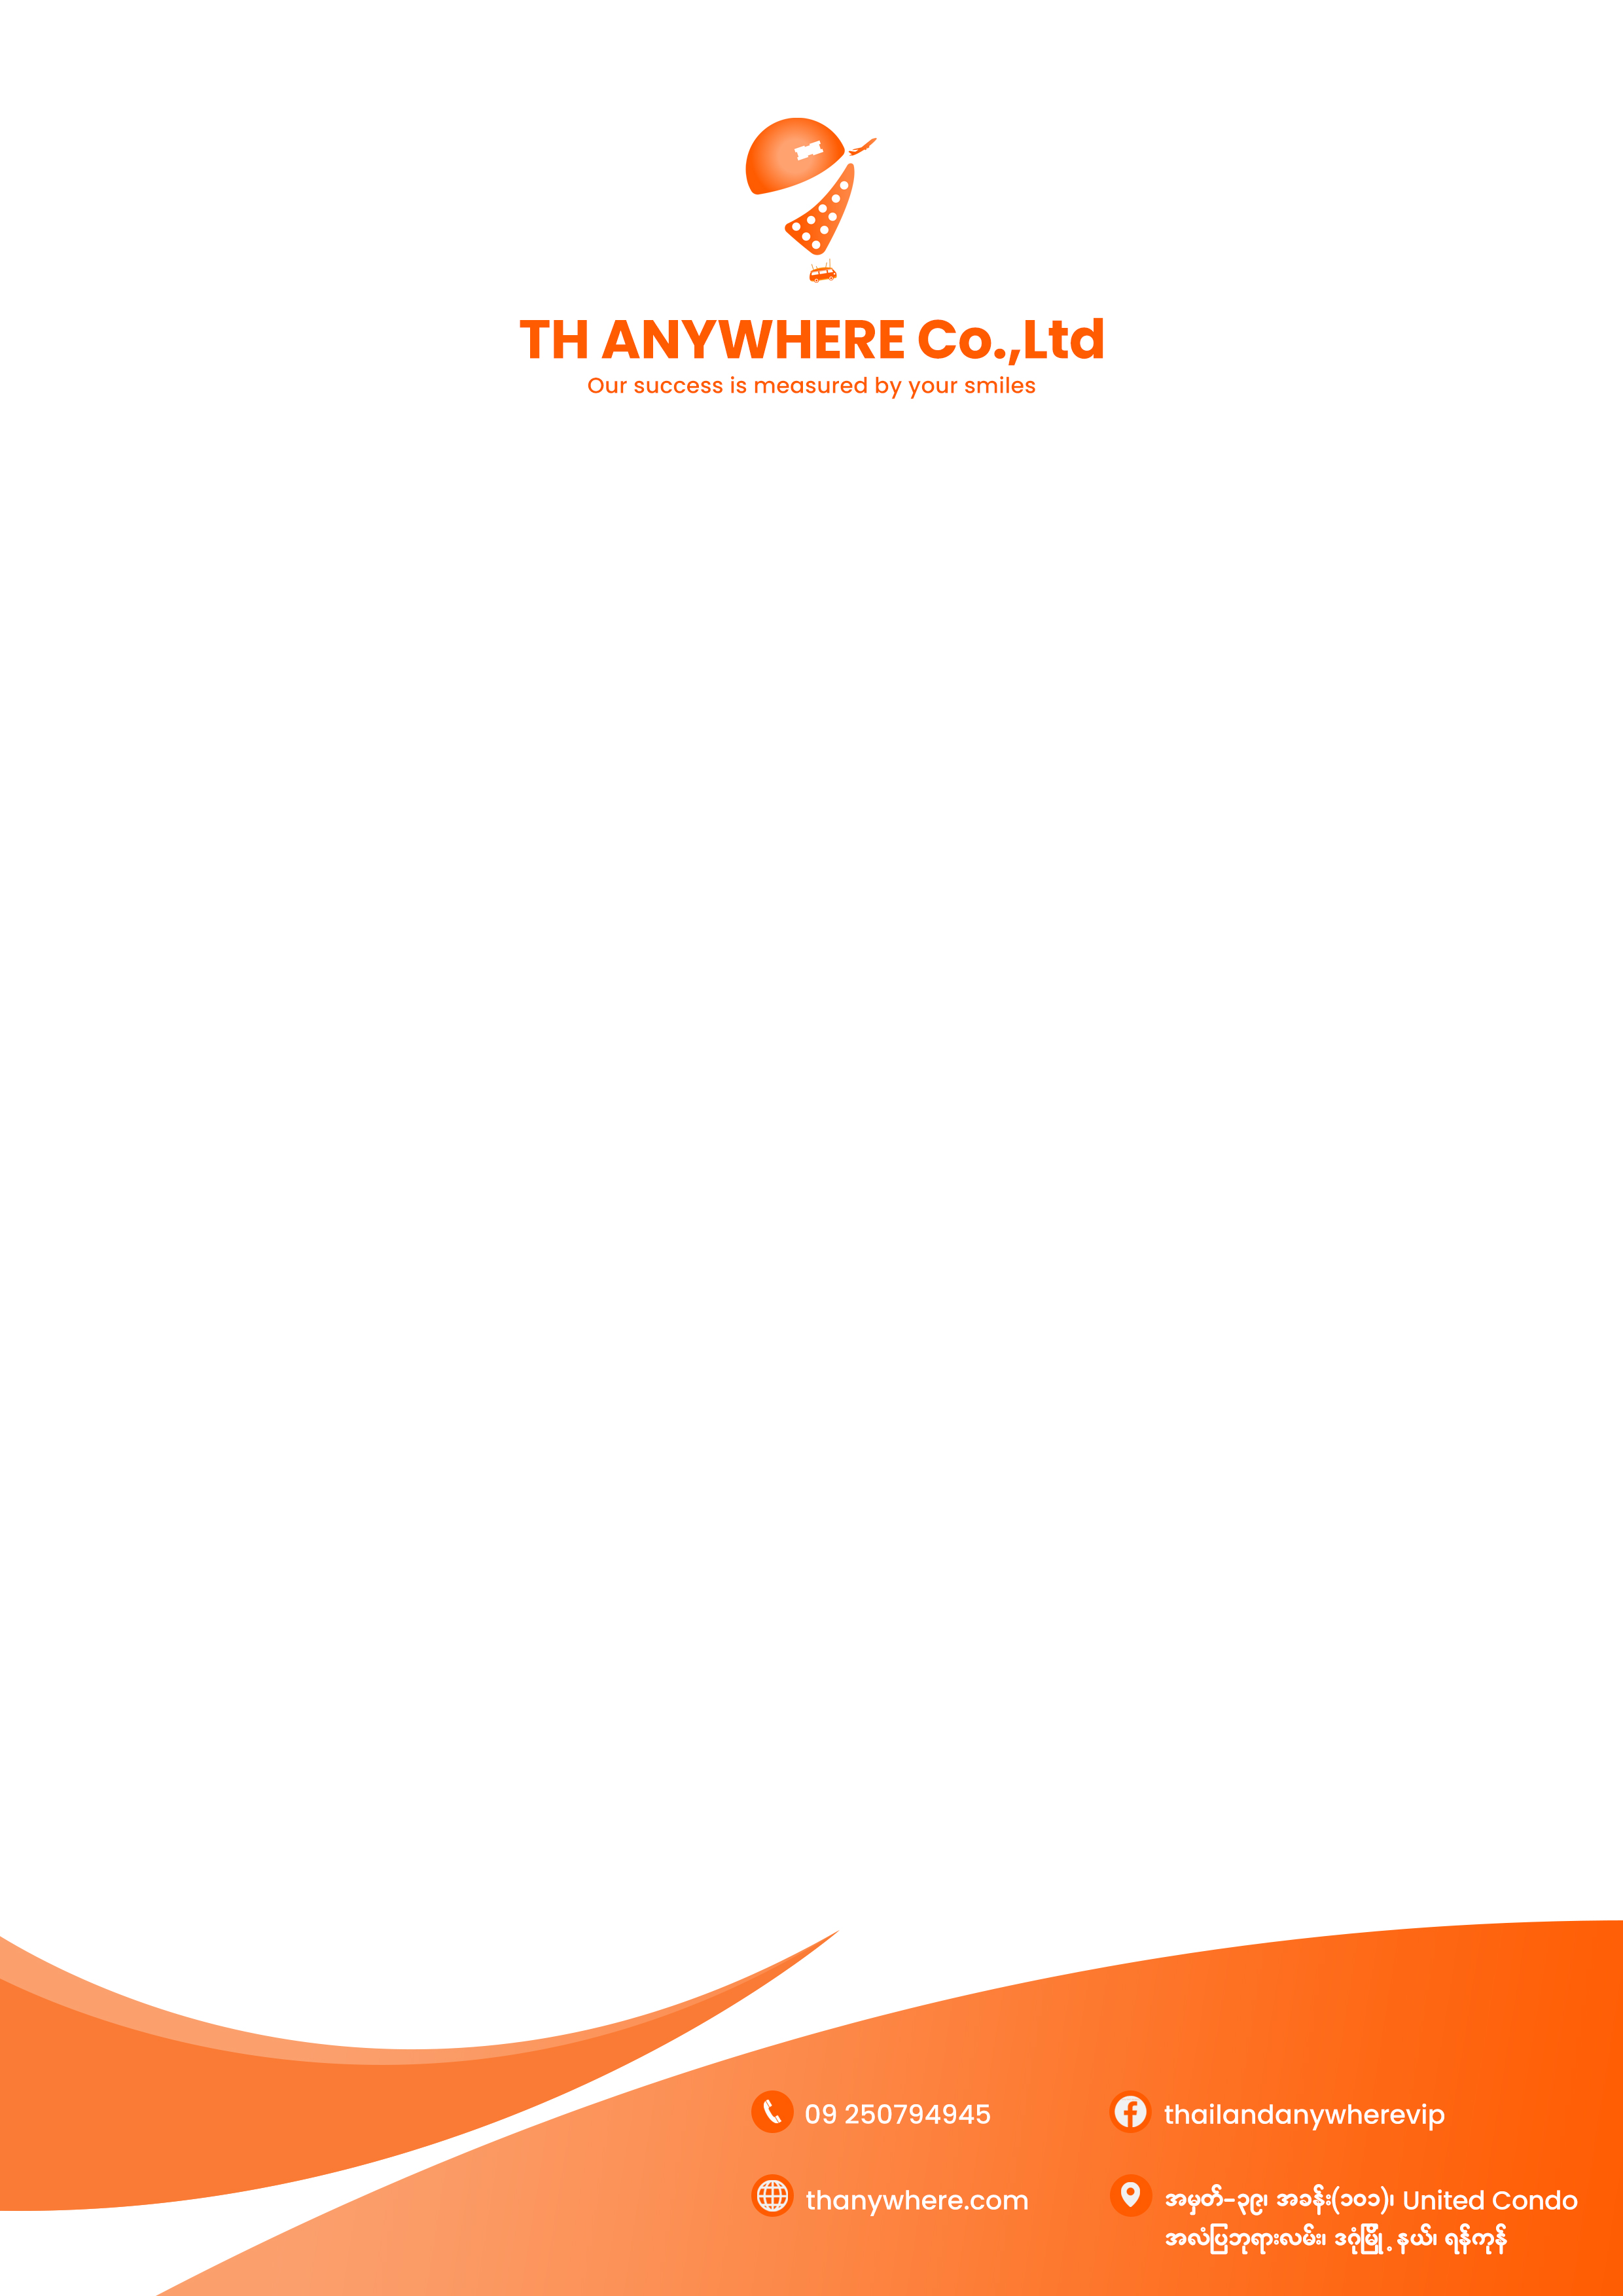 TH ANYWHERE Co.,Ltd
Our success is measured by your smiles
09 250794945
thailandanywherevip
thanywhere.com
အမှတ်-၃၉၊ အခန်း(၁၀၁)၊ United Condo
အလံပြဘုရားလမ်း၊ ဒဂုံမြို့နယ်၊ ရန်ကုန်